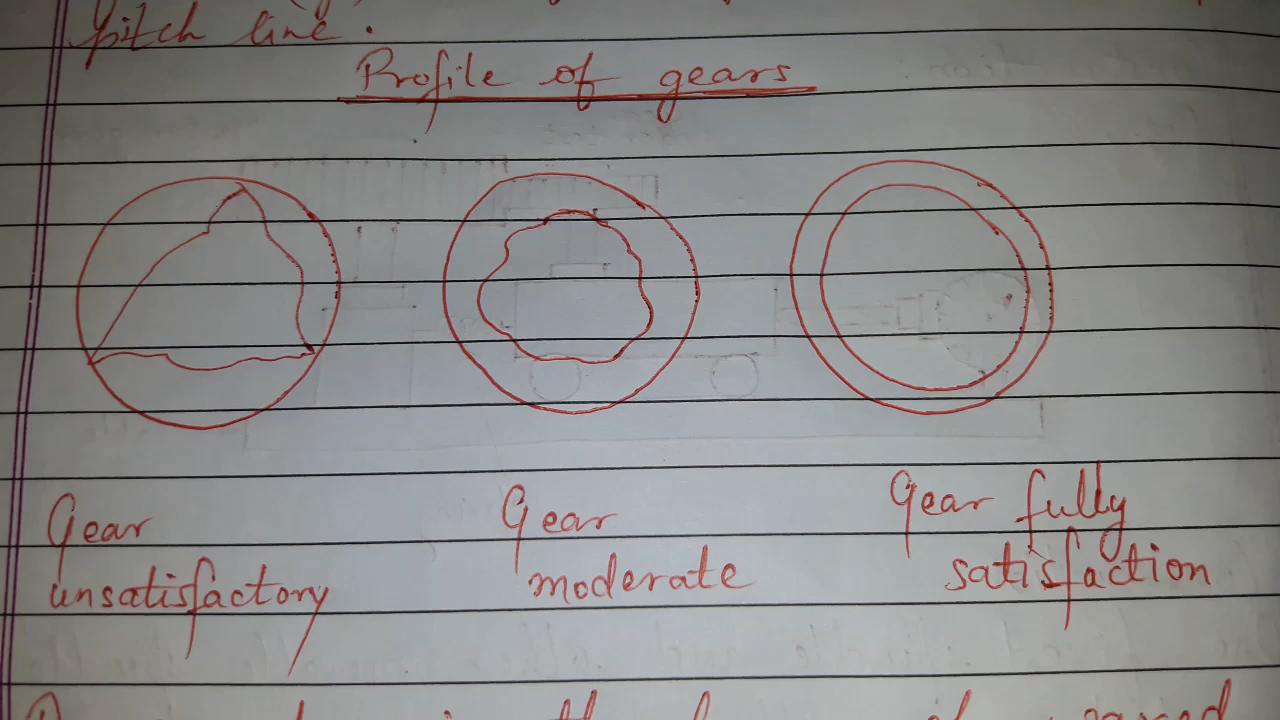 pitch line.
Profile of gears
Gear
unsatisfactory
Gear
moderate
Gear fully
satisfaction